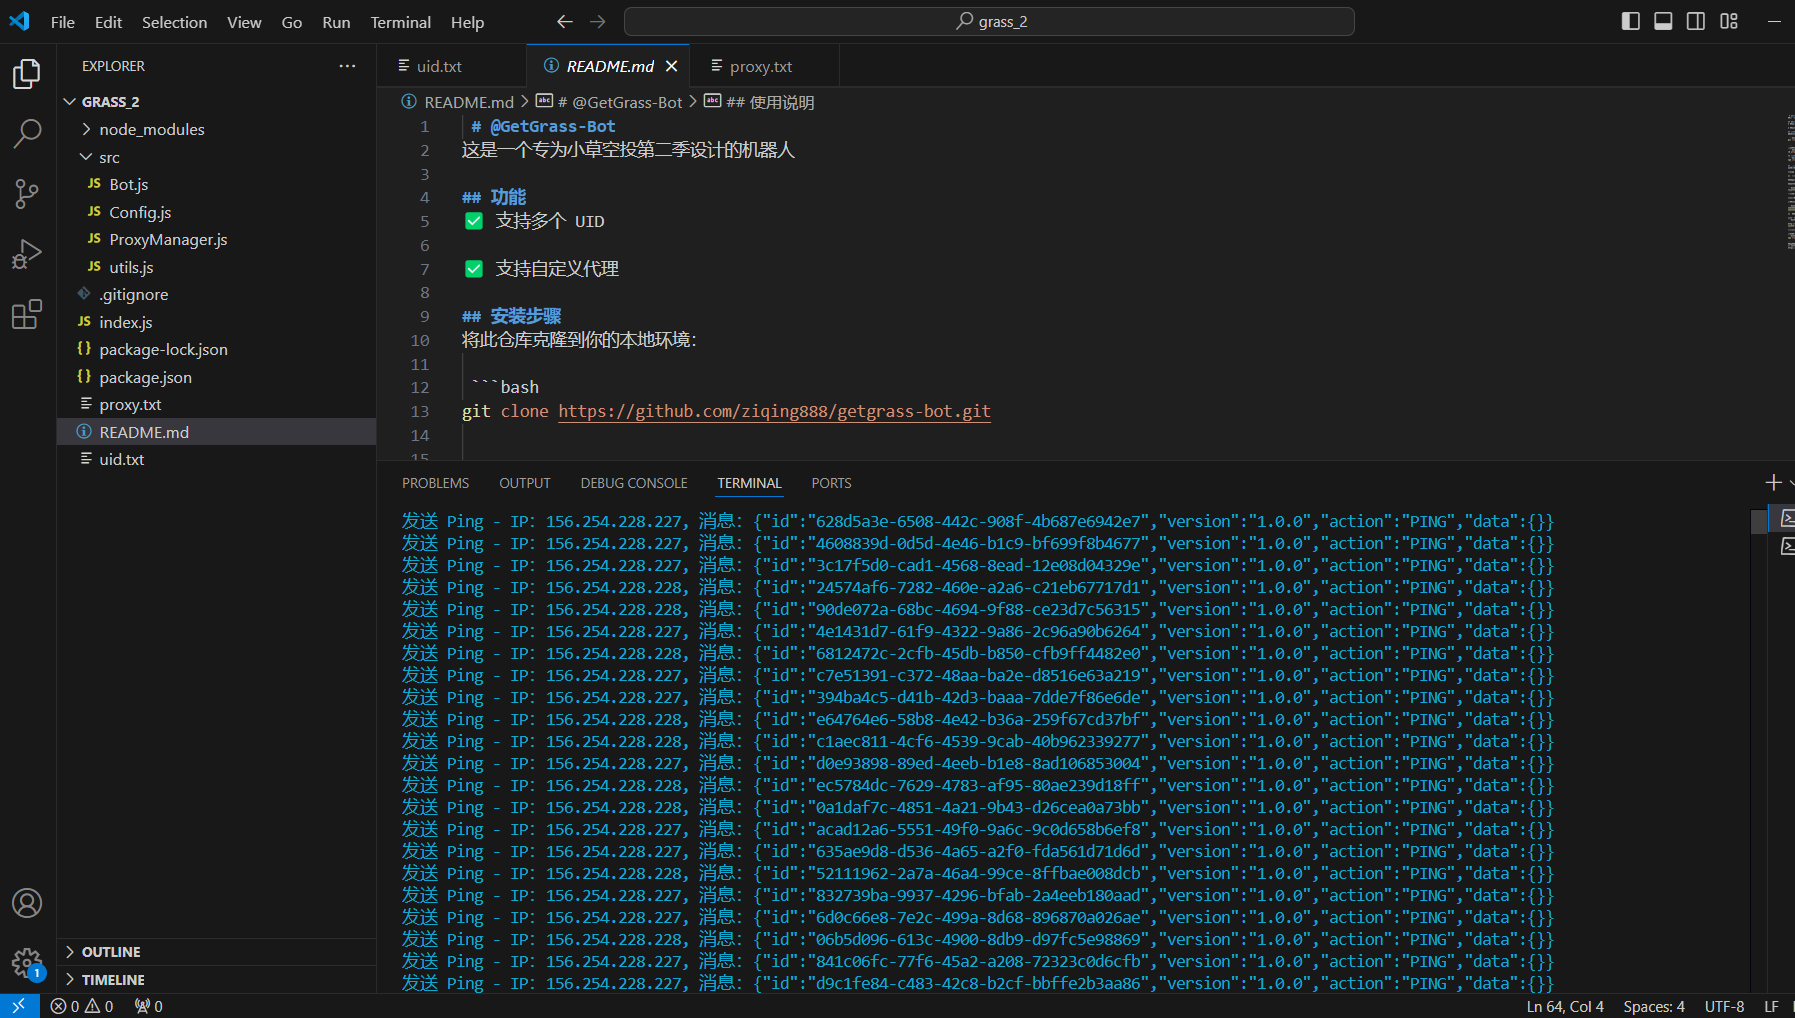 File Edit Selection View Go Run Terminal Help
grass_2
EXPLORER
GRASS_2
node_modules
src
JS Bot.js
JS Config.js
JS ProxyManager.js
JS utils.js
.gitignore
JS index.js
{} package-lock.json
{} package.json
proxy.txt
README.md
uid.txt
OUTLINE
TIMELINE
uid.txt README.md proxy.txt
README.md > # @GetGrass-Bot > ## 使用说明
1 # @GetGrass-Bot
2 这是一个专为小草空投第二季设计的机器人
3
4 ## 功能
5 ✅ 支持多个 UID
6
7 ✅ 支持自定义代理
8
9 ## 安装步骤
10 将此仓库克隆到你的本地环境:
11
12 ```bash
13 git clone https://github.com/ziqing888/getgrass-bot.git
14
15
PROBLEMS OUTPUT DEBUG CONSOLE TERMINAL PORTS
发送 Ping - IP: 156.254.228.227, 消息: {"id":"628d5a3e-6508-442c-908f-4b687e6942e7","version":"1.0.0","action":"PING","data":{}}
发送 Ping - IP: 156.254.228.227, 消息: {"id":"4608839d-0d5d-4e46-b1c9-bf699f8b4677","version":"1.0.0","action":"PING","data":{}}
发送 Ping - IP: 156.254.228.227, 消息: {"id":"3c17f5d0-cad1-4568-8ead-12e08d04329e","version":"1.0.0","action":"PING","data":{}}
发送 Ping - IP: 156.254.228.228, 消息: {"id":"24574af6-7282-460e-a2a6-c21eb67717d1","version":"1.0.0","action":"PING","data":{}}
发送 Ping - IP: 156.254.228.228, 消息: {"id":"90de072a-68bc-4694-9f88-ce23d7c56315","version":"1.0.0","action":"PING","data":{}}
发送 Ping - IP: 156.254.228.228, 消息: {"id":"4e1431d7-61f9-4322-9a86-2c96a90b6264","version":"1.0.0","action":"PING","data":{}}
发送 Ping - IP: 156.254.228.228, 消息: {"id":"6812472c-2cfb-45db-b850-cfb9ff4482e0","version":"1.0.0","action":"PING","data":{}}
发送 Ping - IP: 156.254.228.227, 消息: {"id":"c7e51391-c372-48aa-ba2e-d8516e63a219","version":"1.0.0","action":"PING","data":{}}
发送 Ping - IP: 156.254.228.227, 消息: {"id":"394ba4c5-d41b-42d3-baaa-7dde7f86e6de","version":"1.0.0","action":"PING","data":{}}
发送 Ping - IP: 156.254.228.228, 消息: {"id":"e64764e6-58b8-4e42-b36a-259f67cd37bf","version":"1.0.0","action":"PING","data":{}}
发送 Ping - IP: 156.254.228.228, 消息: {"id":"c1aec811-4cf6-4539-9cab-40b962339277","version":"1.0.0","action":"PING","data":{}}
发送 Ping - IP: 156.254.228.227, 消息: {"id":"d0e93898-89ed-4eeb-b1e8-8ad106853004","version":"1.0.0","action":"PING","data":{}}
发送 Ping - IP: 156.254.228.227, 消息: {"id":"ec5784dc-7629-4783-af95-80ae239d18ff","version":"1.0.0","action":"PING","data":{}}
发送 Ping - IP: 156.254.228.228, 消息: {"id":"0a1daf7c-4851-4a21-9b43-d26cea0a73bb","version":"1.0.0","action":"PING","data":{}}
发送 Ping - IP: 156.254.228.227, 消息: {"id":"acad12a6-5551-49f0-9a6c-9c0d658b6ef8","version":"1.0.0","action":"PING","data":{}}
发送 Ping - IP: 156.254.228.227, 消息: {"id":"635ae9d8-d536-4a65-a2f0-fda561d71d6d","version":"1.0.0","action":"PING","data":{}}
发送 Ping - IP: 156.254.228.228, 消息: {"id":"52111962-2a7a-46a4-99ce-8ffbae008dcb","version":"1.0.0","action":"PING","data":{}}
发送 Ping - IP: 156.254.228.227, 消息: {"id":"832739ba-9937-4296-bfab-2a4eeb180aad","version":"1.0.0","action":"PING","data":{}}
发送 Ping - IP: 156.254.228.228, 消息: {"id":"6d0c66e8-7e2c-499a-8d68-896870a026ae","version":"1.0.0","action":"PING","data":{}}
发送 Ping - IP: 156.254.228.228, 消息: {"id":"06b5d096-613c-4900-8db9-d97fc5e98869","version":"1.0.0","action":"PING","data":{}}
发送 Ping - IP: 156.254.228.227, 消息: {"id":"841c06fc-77f6-45a2-a208-72323c0d6cfb","version":"1.0.0","action":"PING","data":{}}
发送 Ping - IP: 156.254.228.227, 消息: {"id":"d9c1fe84-c483-42c8-b2cf-bbffe2b3aa86","version":"1.0.0","action":"PING","data":{}}
1
0 0 0 Ln 64, Col 4 Spaces: 4 UTF-8 LF